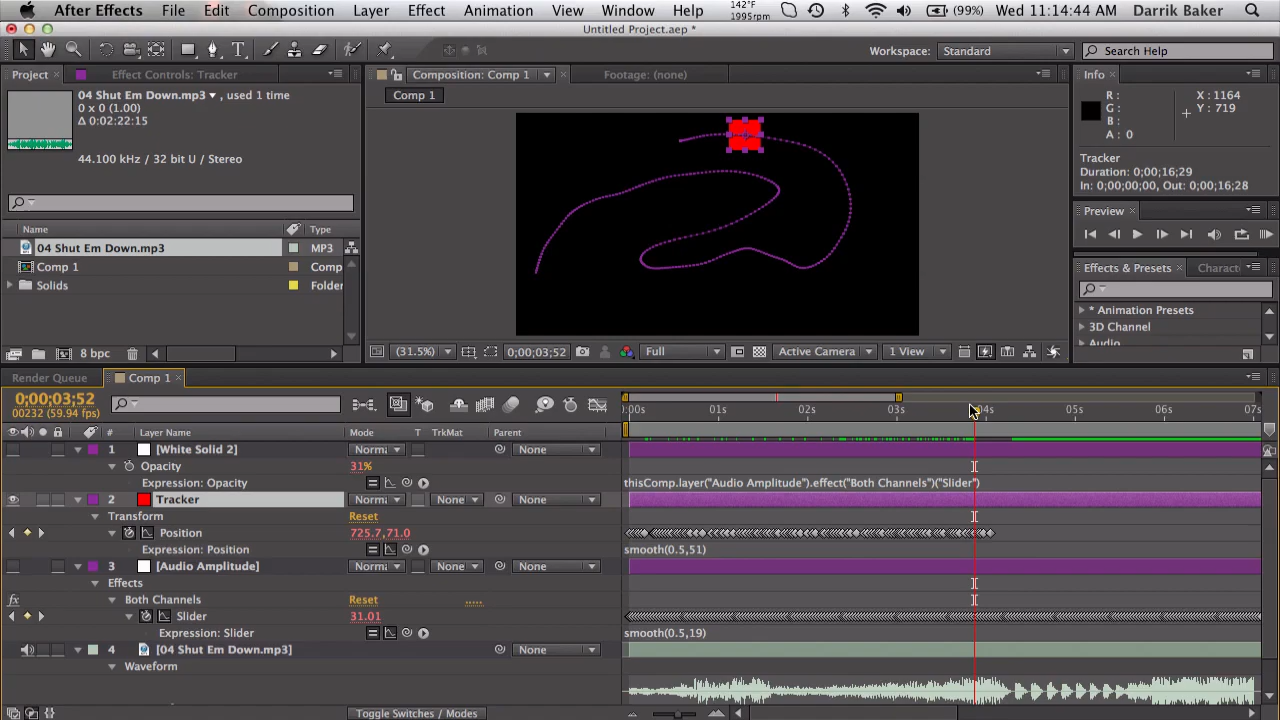 After Effects File Edit Composition Layer Effect Animation View Window Help 142°F 1995rpm (99%) Wed 11:14:44 AM Darrik Baker
Untitled Project.aep *
Workspace: Standard Search Help
Project Effect Controls: Tracker Composition: Comp 1 Footage: (none) Info
04 Shut Em Down.mp3 , used 1 time
0 x 0 (1.00)
Δ 0:02:22:15
44.100 kHz / 32 bit U / Stereo
Comp 1
R :
G :
B :
A : 0
X : 1164
Y : 719
Tracker
Duration: 0;00;16;29
In: 0;00;00;00, Out: 0;00;16;28
Preview
Effects & Presets Charact
* Animation Presets
3D Channel
Audio
Name Type
04 Shut Em Down.mp3 MP3
Comp 1 Comp
Solids Folder
8 bpc
(31.5%) 0;00;03;52 Full Active Camera 1 View
Render Queue Comp 1
0;00;03;52
00232 (59.94 fps)
:00s 01s 02s 03s 04s 05s 06s 07s
# Layer Name Mode T TrkMat Parent
1 [White Solid 2] Norma None
Opacity 31%
Expression: Opacity thisComp.layer("Audio Amplitude").effect("Both Channels")("Slider")
2 Tracker Norma None None
Transform Reset
Position 725.7,71.0
Expression: Position smooth(0.5,51)
3 [Audio Amplitude] Norma None None
Effects
fx Both Channels Reset .....
Slider 31.01
Expression: Slider smooth(0.5,19)
4 [04 Shut Em Down.mp3] None
Waveform
Toggle Switches / Modes